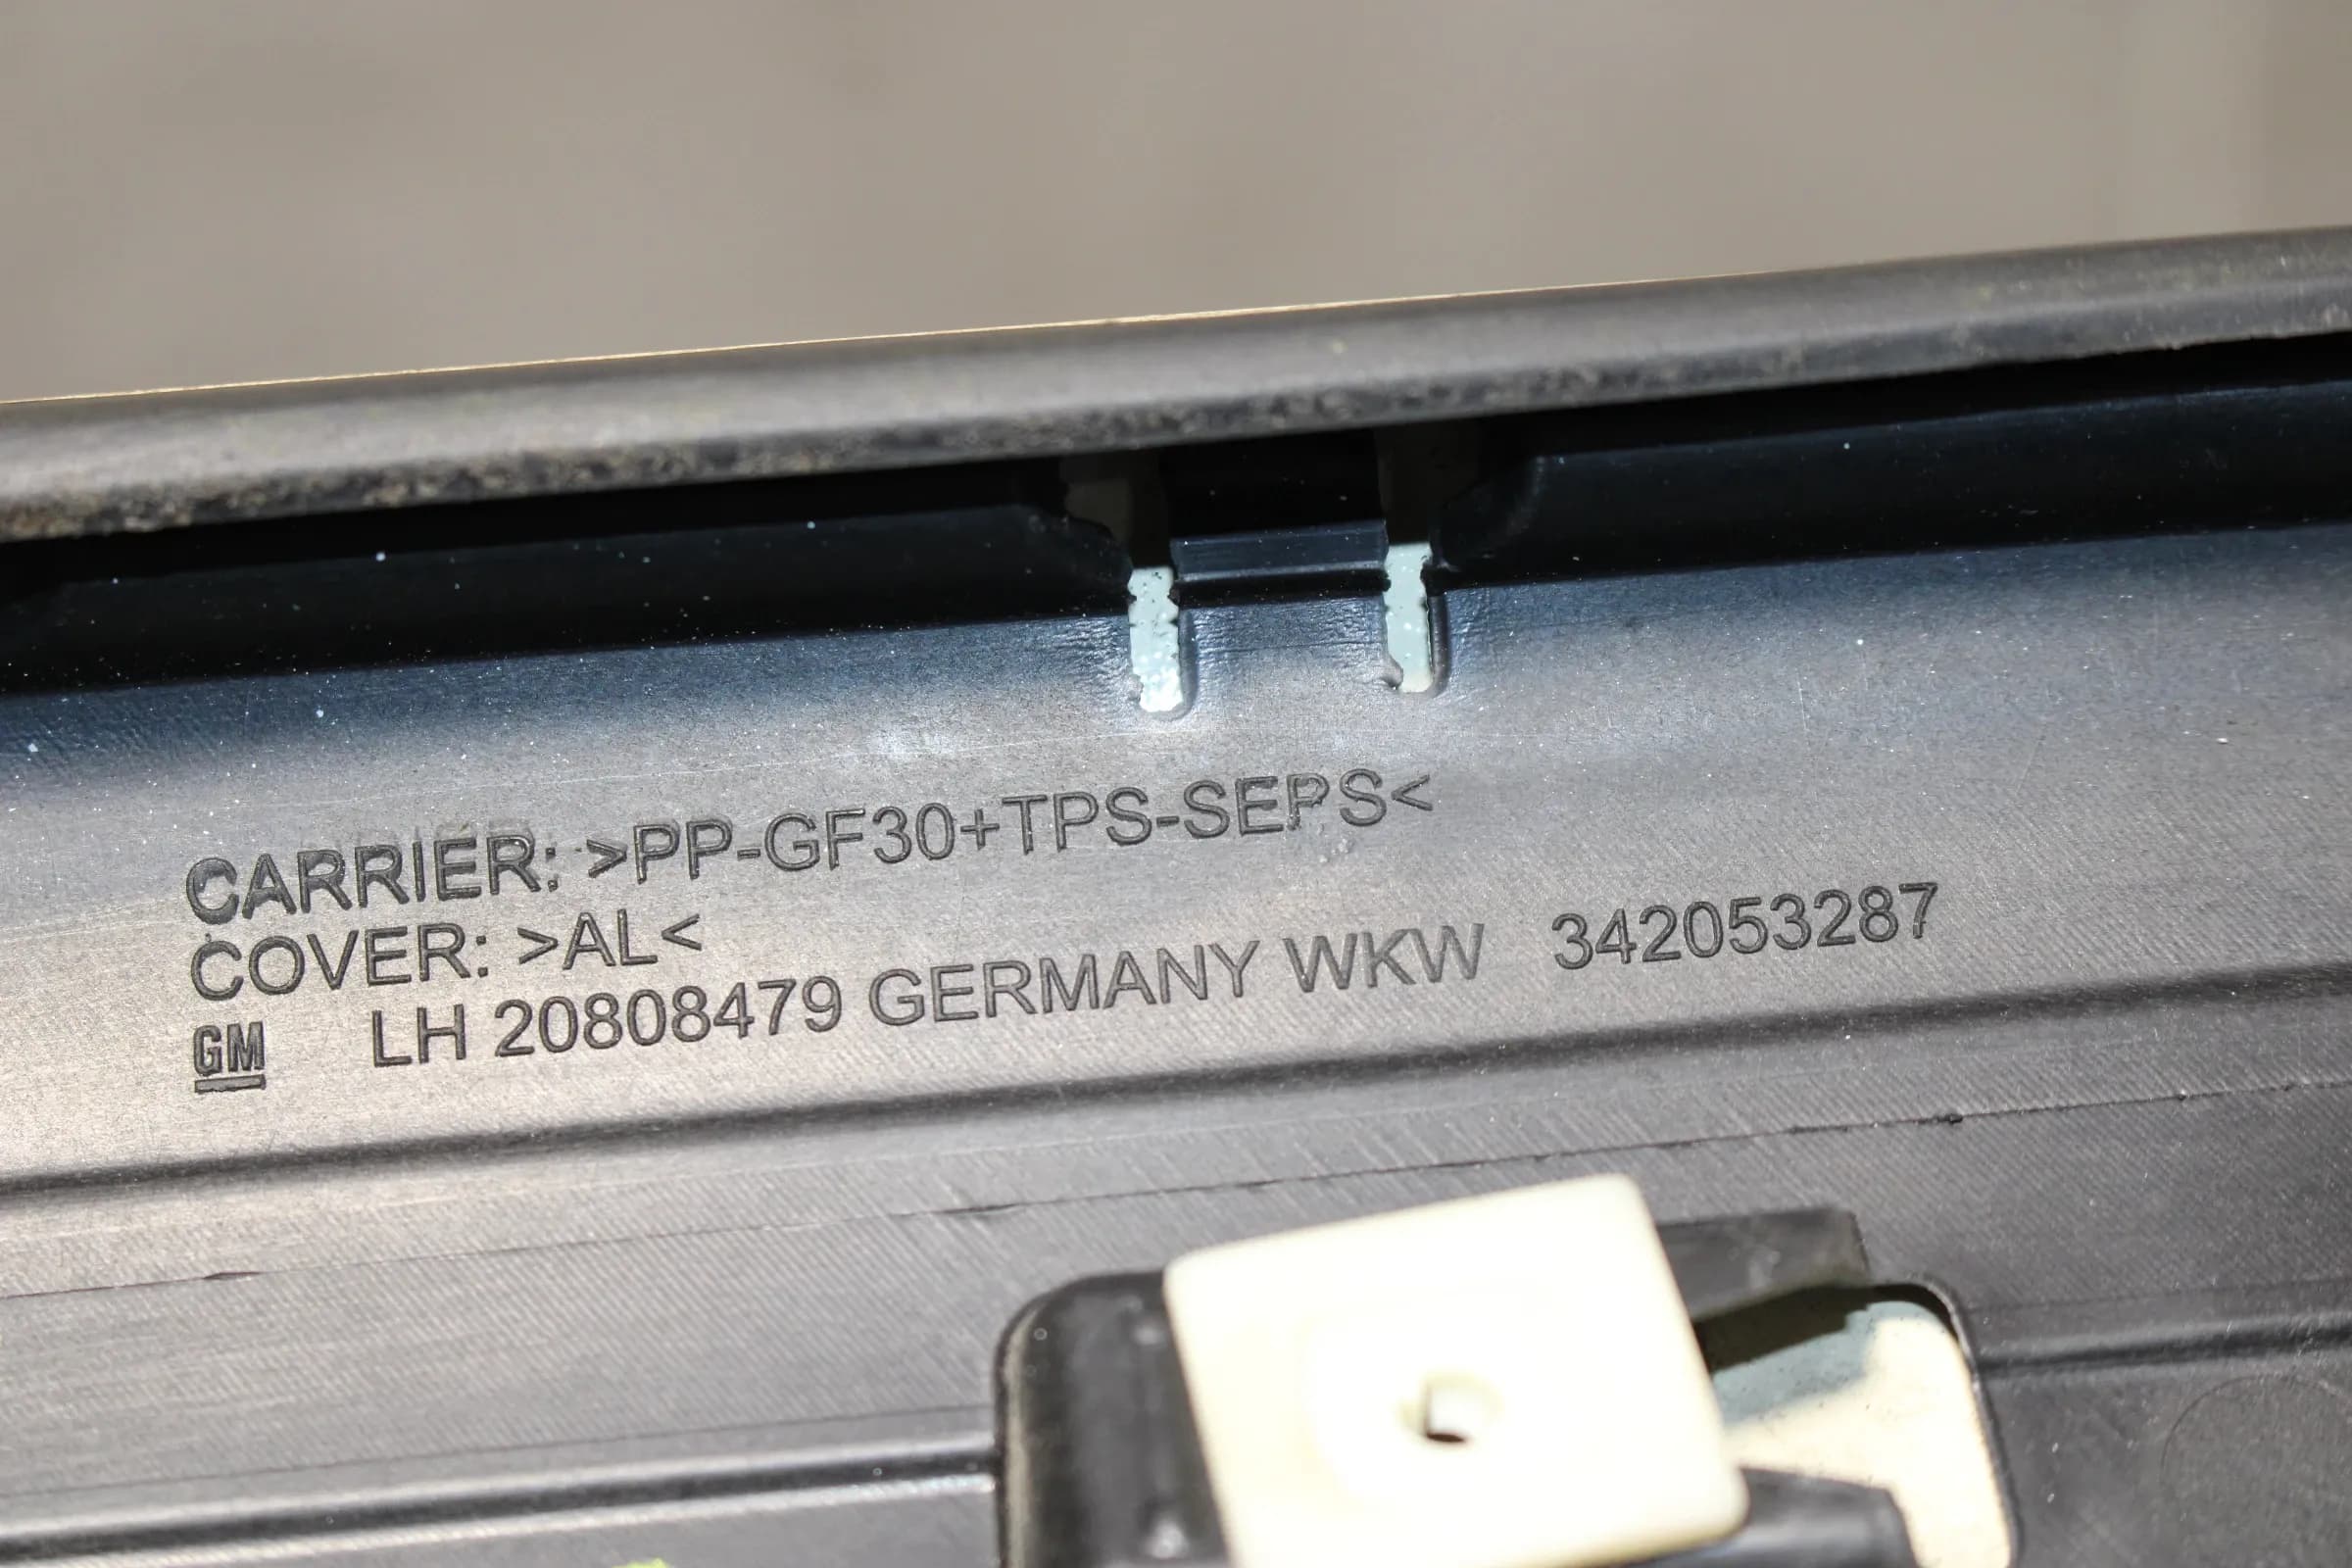 CARRIER: >PP-GF30+TPS-SEPS<
COVER: >AL<
GM LH 20808479 GERMANY WKW 342053287